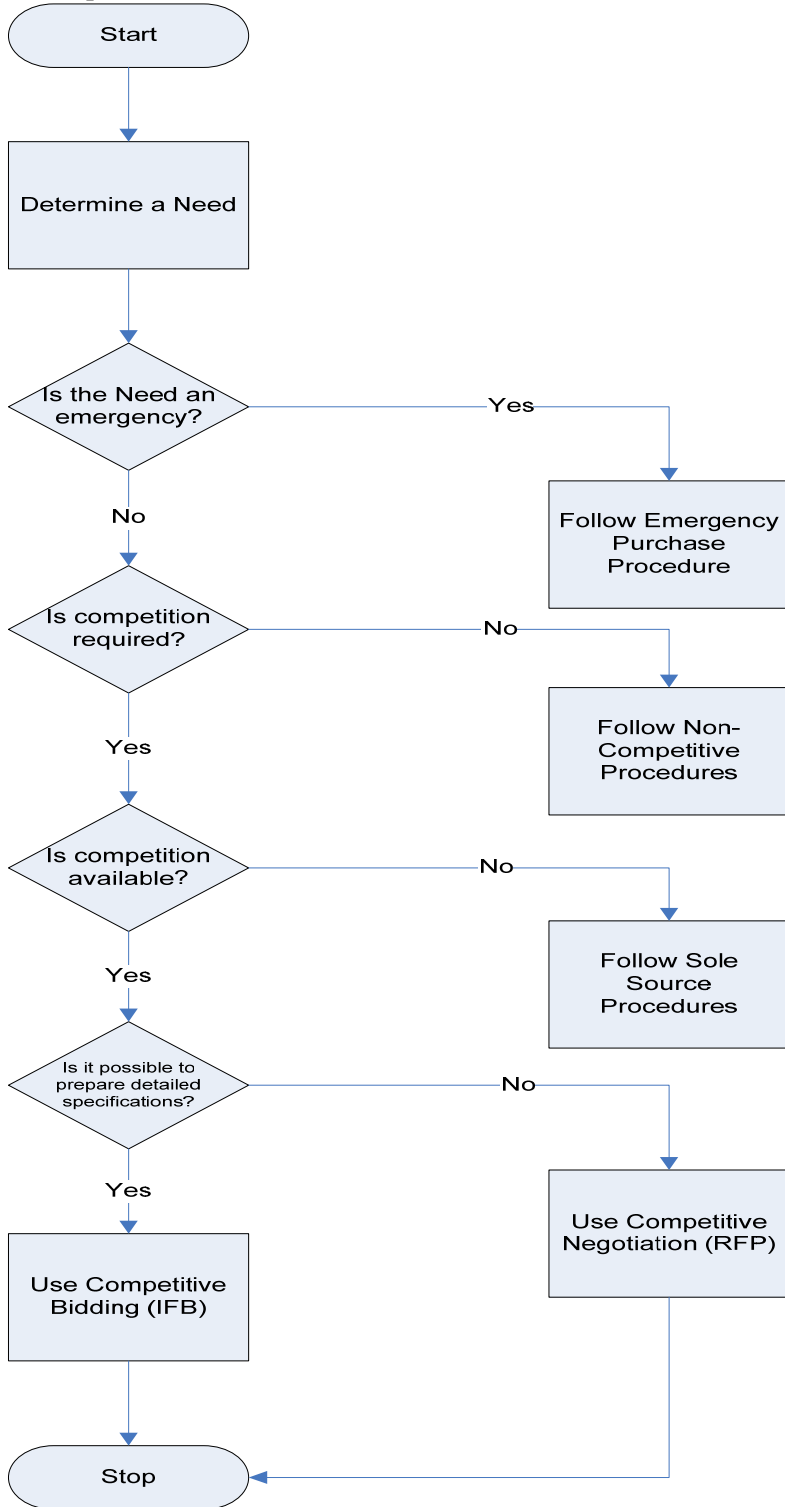 Start
Determine a Need
Is the Need an
emergency?
Yes
No
Follow Emergency
Purchase
Procedure
Is competition
required?
No
Yes
Follow Non-
Competitive
Procedures
Is competition
available?
No
Yes
Follow Sole
Source
Procedures
Is it possible to
prepare detailed
specifications?
No
Yes
Use Competitive
Negotiation (RFP)
Use Competitive
Bidding (IFB)
Stop